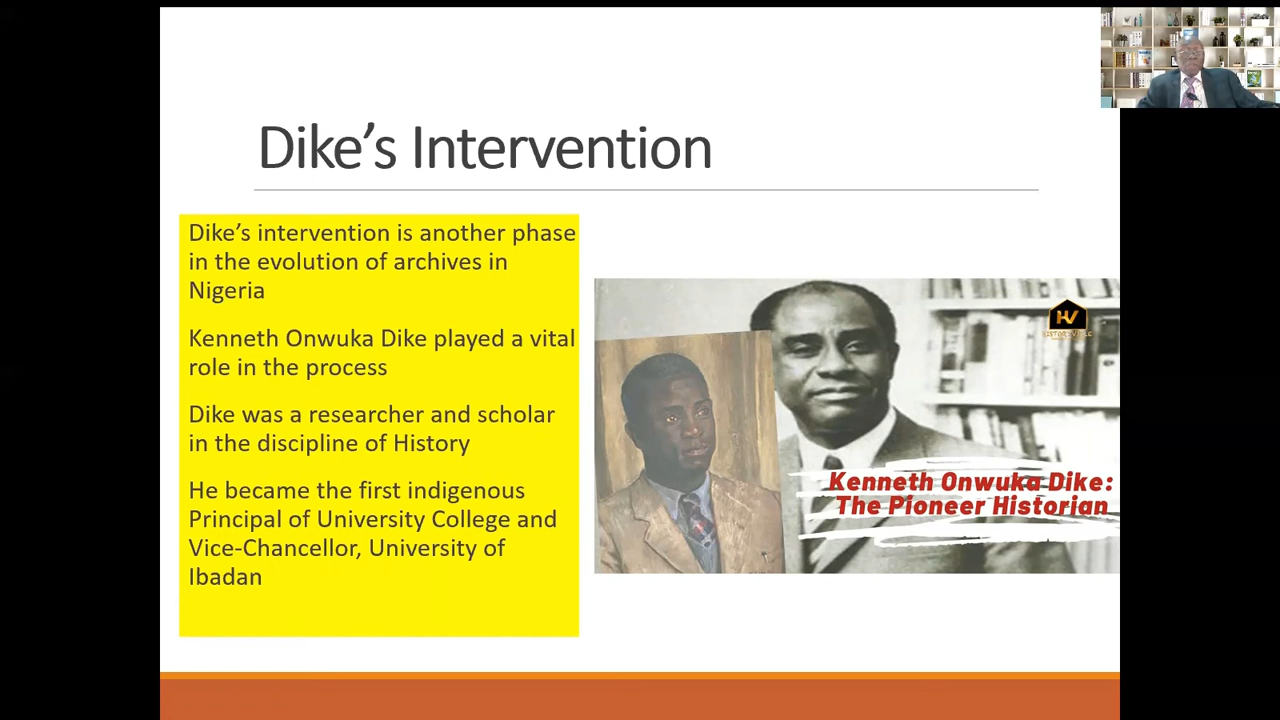 Dike’s Intervention
Dike’s intervention is another phase
in the evolution of archives in
Nigeria
Kenneth Onwuka Dike played a vital
role in the process
Dike was a researcher and scholar
in the discipline of History
He became the first indigenous
Principal of University College and
Vice-Chancellor, University of
Ibadan
HV
Kenneth Onwuka Dike:
The Pioneer Historian